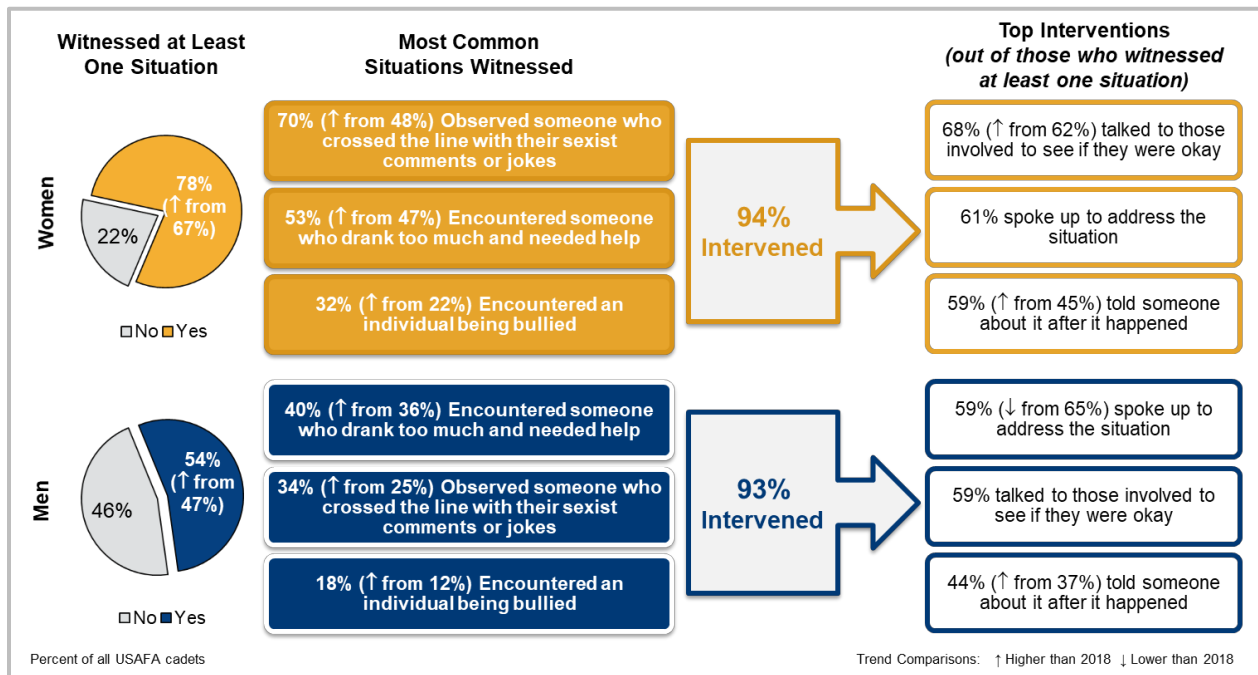 Witnessed at Least
One Situation
Most Common
Situations Witnessed
Top Interventions
(out of those who witnessed
at least one situation)
Women
78%
(↑ from
67%)
22%
No Yes
70% (↑ from 48%) Observed someone who
crossed the line with their sexist
comments or jokes
53% (↑ from 47%) Encountered someone
who drank too much and needed help
32% (↑ from 22%) Encountered an
individual being bullied
94%
Intervened
68% (↑ from 62%) talked to those
involved to see if they were okay
61% spoke up to address the
situation
59% (↑ from 45%) told someone
about it after it happened
Men
54%
(↑ from
47%)
46%
No Yes
40% (↑ from 36%) Encountered someone
who drank too much and needed help
34% (↑ from 25%) Observed someone who
crossed the line with their sexist
comments or jokes
18% (↑ from 12%) Encountered an
individual being bullied
93%
Intervened
59% (↓ from 65%) spoke up to
address the situation
59% talked to those involved to
see if they were okay
44% (↑ from 37%) told someone
about it after it happened
Percent of all USAFA cadets
Trend Comparisons: ↑ Higher than 2018 ↓ Lower than 2018